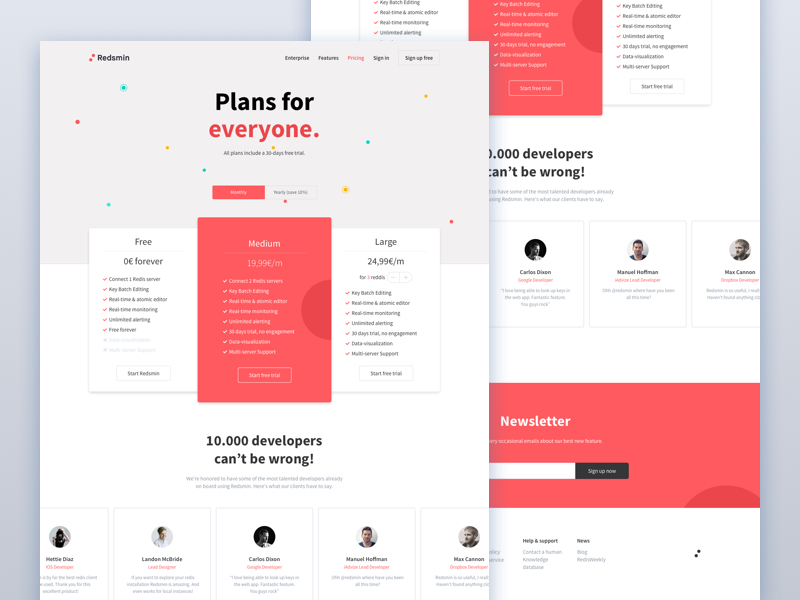 Redsmin
Enterprise
Features
Pricing
Sign in
Sign up free
Plans for
everyone.
All plans include a 30-days free trial.
Monthly
Yearly (save 10%)
Free
0€ forever
Connect 1 Redis server
Key Batch Editing
Real-time & atomic editor
Real-time monitoring
Unlimited alerting
Free forever
Data-visualization
Multi-server Support
Start Redsmin
Medium
19,99€/m
Connect 2 Redis servers
Key Batch Editing
Real-time & atomic editor
Real-time monitoring
Unlimited alerting
30 days trial, no engagement
Data-visualization
Multi-server Support
Start free trial
Large
24,99€/m
for 3 reddis
Key Batch Editing
Real-time & atomic editor
Real-time monitoring
Unlimited alerting
30 days trial, no engagement
Data-visualization
Multi-server Support
Start free trial
10.000 developers
can't be wrong!
We're honored to have some of the most talented developers already
on board using Redsmin. Here's what our clients have to say.
Hettie Diaz
iOS Developer
is by far the best redis client
used. Thank you for this
excellent product!
Landon McBride
Lead Designer
If you want to explore your redis
installation Redsmin is amazing. And
even works for local instances!
Carlos Dixon
Google Developer
"I love being able to look up keys in
the web app. Fantastic feature.
You guys rock"
Manuel Hoffman
iAdvize Lead Developer
Ohh @redsmin where have you been
all this time?
Max Cannon
Dropbox Developer
Redsmin is so useful, I really
Haven't found anything
Key Batch Editing
Real-time & atomic editor
Real-time monitoring
Unlimited alerting
Key Batch Editing
Real-time & atomic editor
Real-time monitoring
Unlimited alerting
30 days trial, no engagement
Data-visualization
Multi-server Support
Start free trial
Key Batch Editing
Real-time & atomic editor
Real-time monitoring
Unlimited alerting
30 days trial, no engagement
Data-visualization
Multi-server Support
Start free trial
0.000 developers
can't be wrong!
to have some of the most talented developers already
using Redsmin. Here's what our clients have to say.
Carlos Dixon
Google Developer
"I love being able to look up keys in
the web app. Fantastic feature.
You guys rock"
Manuel Hoffman
iAdvize Lead Developer
Ohh @redsmin where have you been
all this time?
Max Cannon
Dropbox Developer
Redsmin is so useful, I
Haven't found anything
Newsletter
very occasional emails about our best new feature.
Sign up now
Help & support
Contact a human
Knowledge
database
News
Blog
RedisWeekly